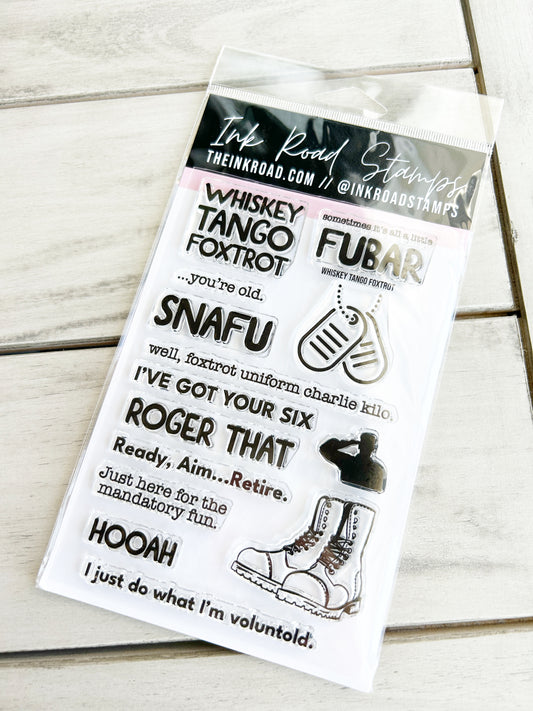 Ink Road Stamps
THEINKROAD.COM // @INKROADSTAMPS
WHISKEY
TANGO
FOXTROT
sometimes it's all a little
FUBAR
WHISKEY TANGO FOXTROT
...you're old.
SNAFU
well, foxtrot uniform charlie kilo.
I'VE GOT YOUR SIX
ROGER THAT
Ready, Aim...Retire.
Just here for the
mandatory fun.
HOOAH
I just do what I'm voluntold.